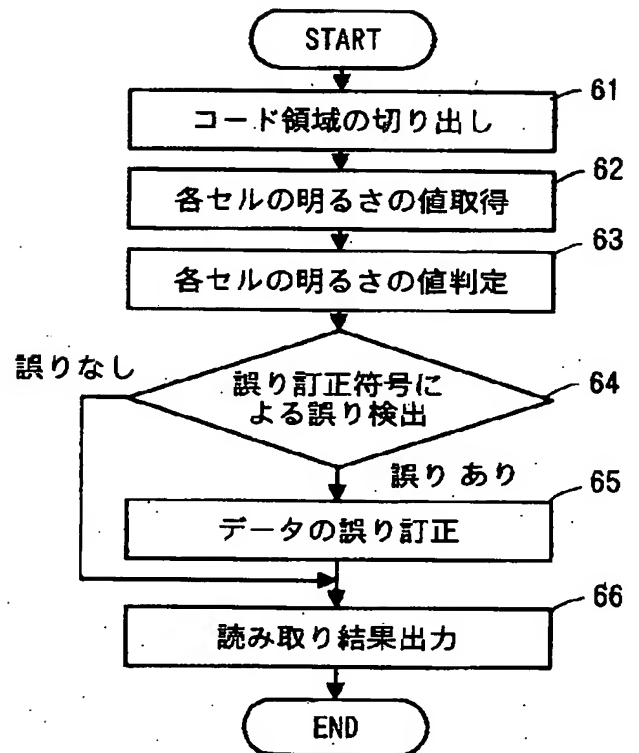 START
61
コード領域の切り出し
62
各セルの明るさの値取得
63
各セルの明るさの値判定
誤りなし
誤り訂正符号に
よる誤り検出
64
誤り あり
65
データの誤り訂正
66
読み取り結果出力
END